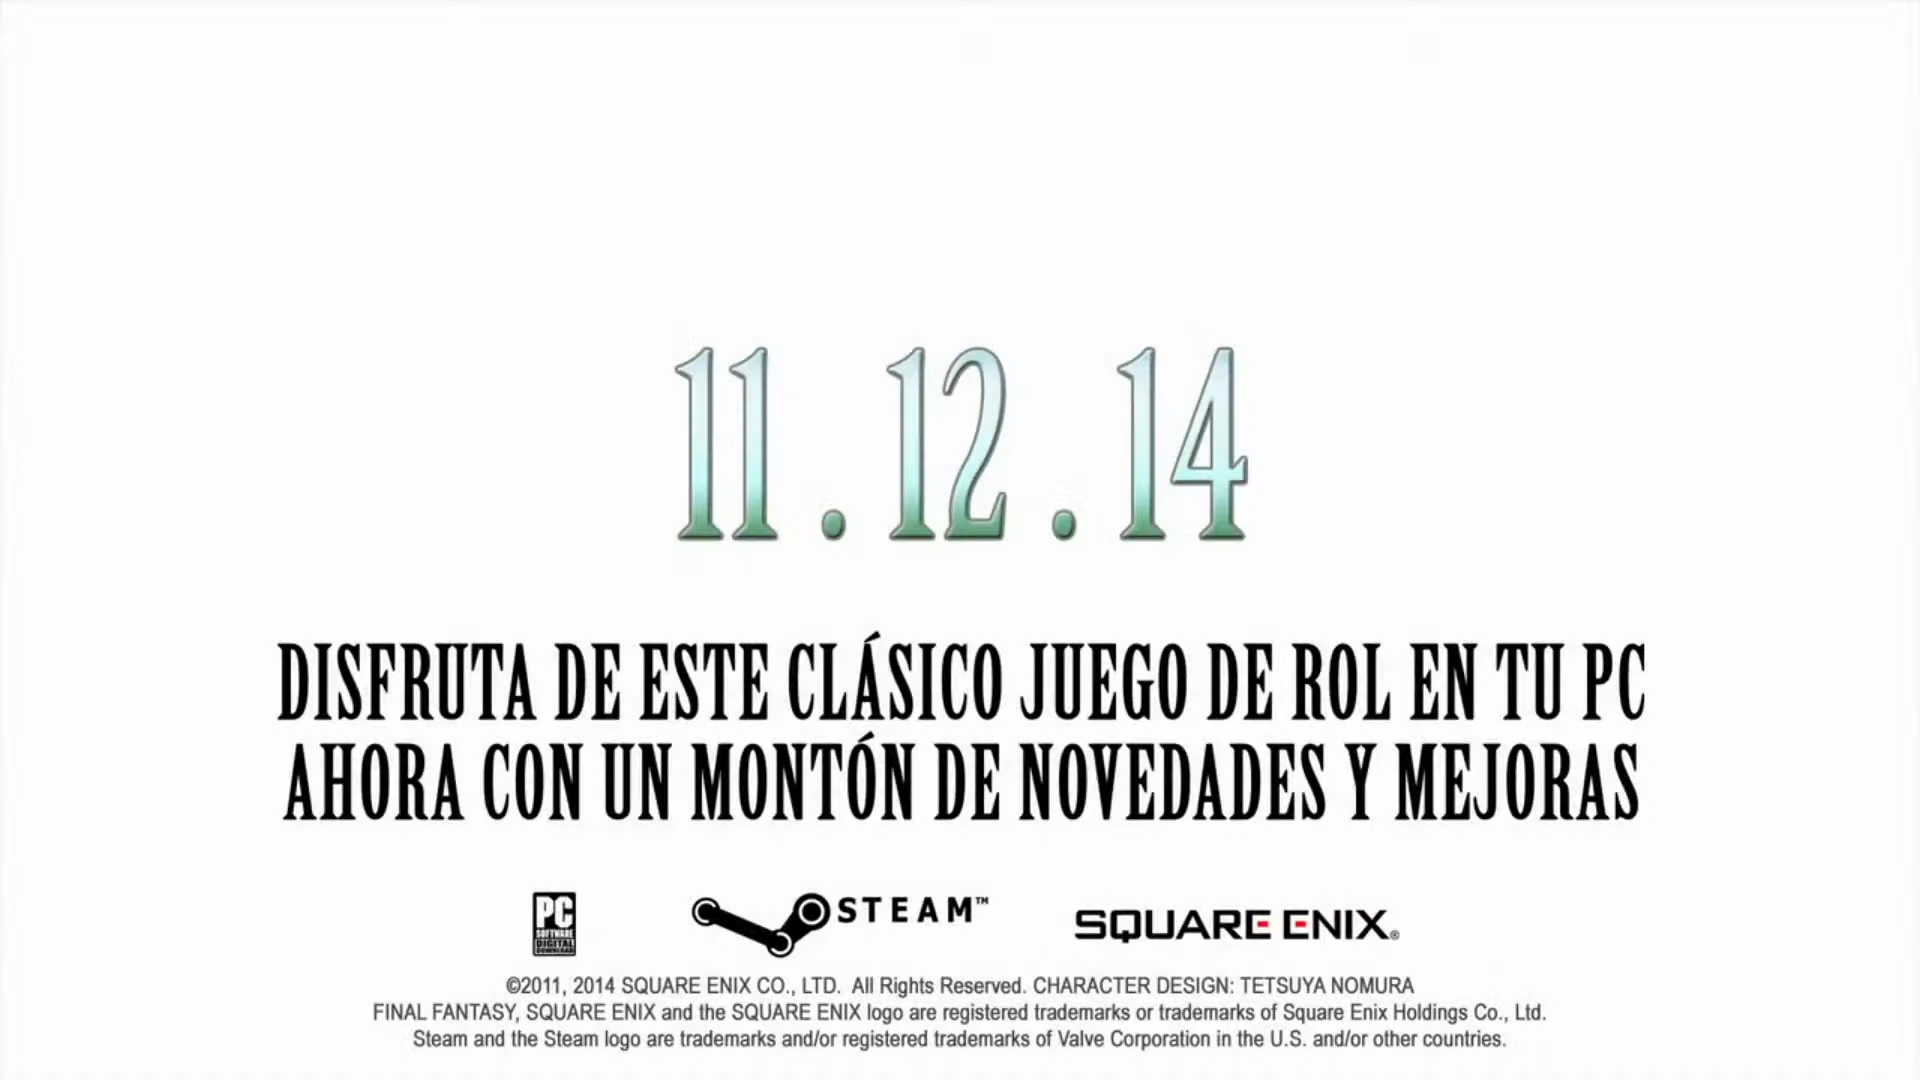 11.12.14
DISFRUTA DE ESTE CLÁSICO JUEGO DE ROL EN TU PC
AHORA CON UN MONTÓN DE NOVEDADES Y MEJORAS
PC
SOFTWARE
DIGITAL
DOWNLOAD
STEAM™
SQUARE ENIX®
©2011, 2014 SQUARE ENIX CO., LTD. All Rights Reserved. CHARACTER DESIGN: TETSUYA NOMURA
FINAL FANTASY, SQUARE ENIX and the SQUARE ENIX logo are registered trademarks or trademarks of Square Enix Holdings Co., Ltd.
Steam and the Steam logo are trademarks and/or registered trademarks of Valve Corporation in the U.S. and/or other countries.